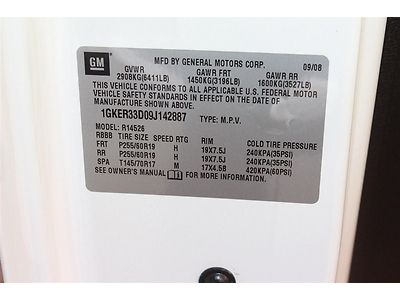 GM
MFD BY GENERAL MOTORS CORP. 09/08
GVWR GAWR FRT GAWR RR
2908KG(6411LB) 1450KG(3196LB) 1600KG(3527LB)
THIS VEHICLE CONFORMS TO ALL APPLICABLE U.S. FEDERAL MOTOR
VEHICLE SAFETY STANDARDS IN EFFECT ON THE DATE OF
MANUFACTURE SHOWN ABOVE.
1GKER33D09J142887 TYPE: M.P.V.
MODEL: R14526
RBBB TIRE SIZE SPEED RTG RIM COLD TIRE PRESSURE
FRT P255/60R19 H 19X7.5J 240KPA(35PSI)
RR P255/60R19 H 19X7.5J 240KPA(35PSI)
SPA T145/70R17 M 17X4.5B 420KPA(60PSI)
SEE OWNER'S MANUAL FOR MORE INFORMATION.